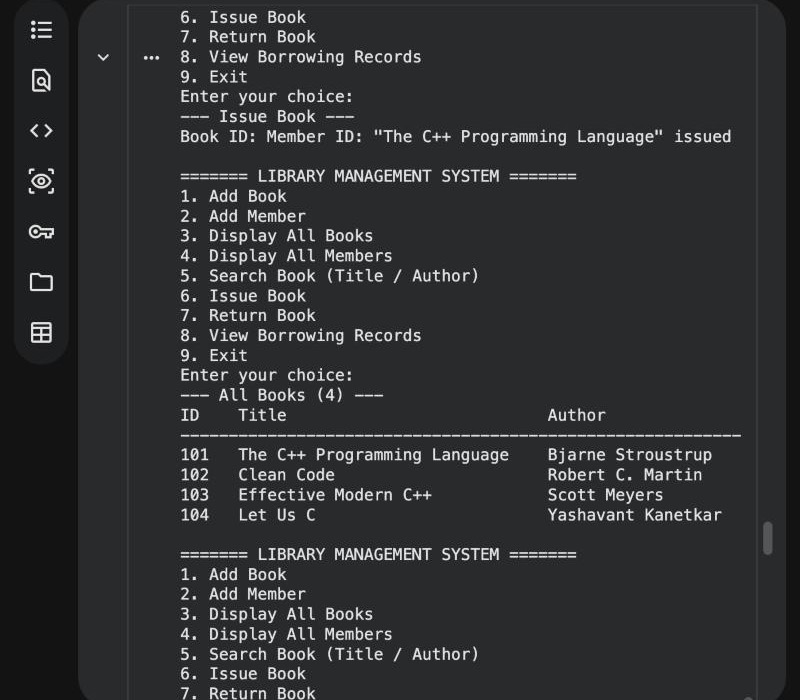 6. Issue Book
7. Return Book
8. View Borrowing Records
9. Exit
Enter your choice:
--- Issue Book ---
Book ID: Member ID: "The C++ Programming Language" issued

======= LIBRARY MANAGEMENT SYSTEM =======
1. Add Book
2. Add Member
3. Display All Books
4. Display All Members
5. Search Book (Title / Author)
6. Issue Book
7. Return Book
8. View Borrowing Records
9. Exit
Enter your choice:
--- All Books (4) ---
ID    Title                           Author
----------------------------------------------------------
101   The C++ Programming Language    Bjarne Stroustrup
102   Clean Code                      Robert C. Martin
103   Effective Modern C++            Scott Meyers
104   Let Us C                        Yashavant Kanetkar

======= LIBRARY MANAGEMENT SYSTEM =======
1. Add Book
2. Add Member
3. Display All Books
4. Display All Members
5. Search Book (Title / Author)
6. Issue Book
7. Return Book